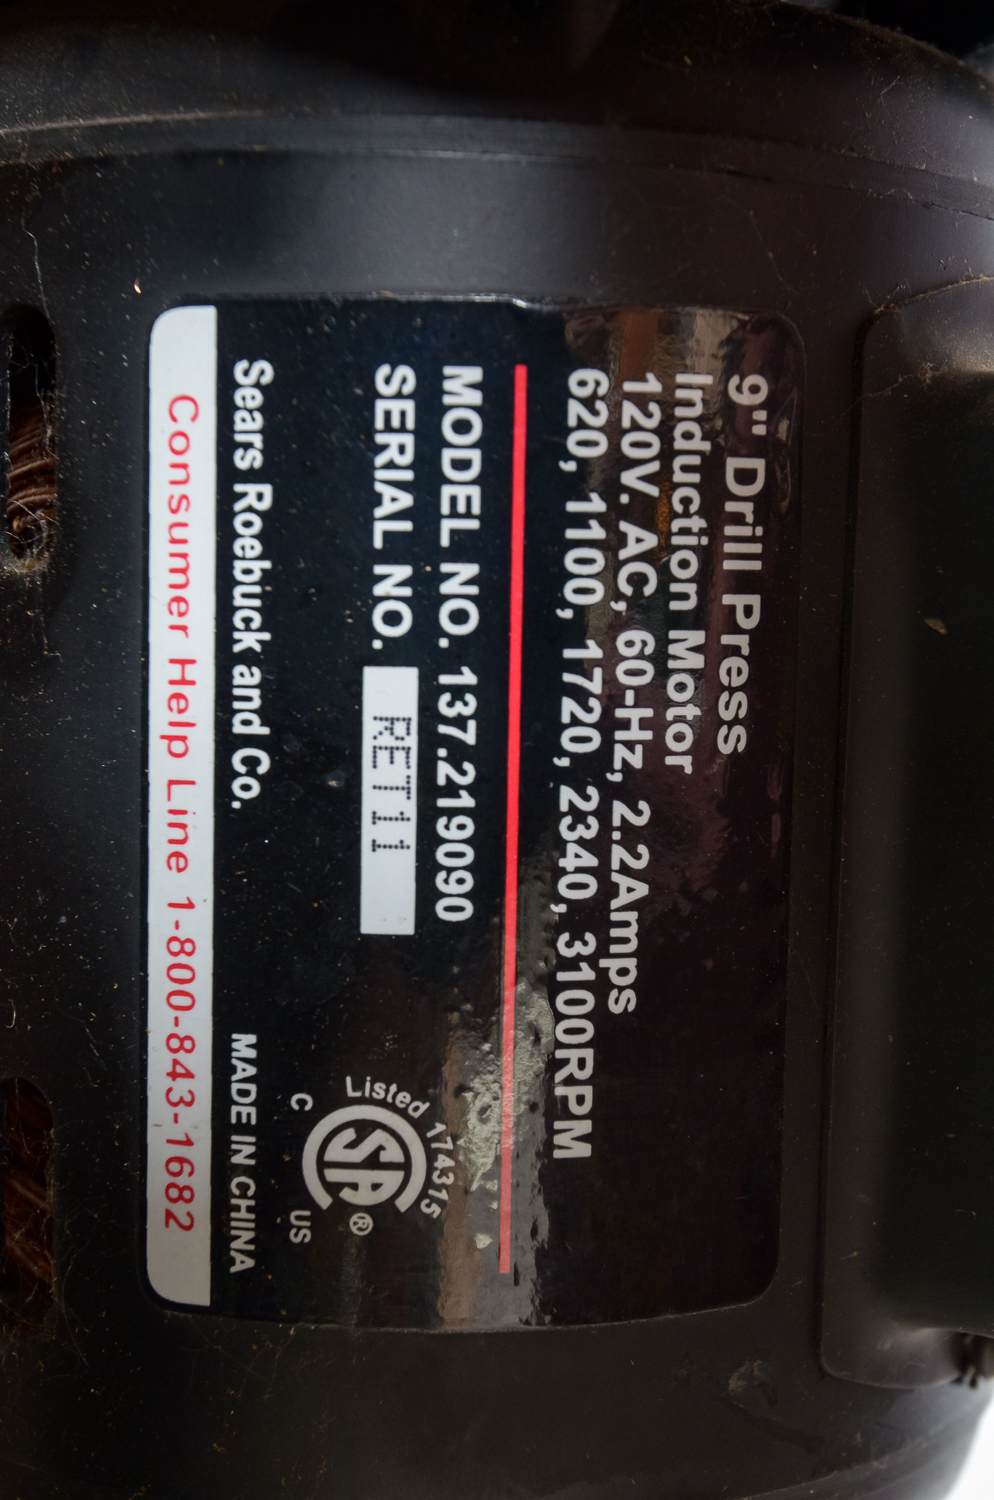 9" Drill Press
Induction Motor
120V. AC, 60-Hz, 2.2Amps
620, 1100, 1720, 2340, 3100RPM
MODEL NO. 137.219090
SERIAL NO. RET11
Listed 174315
C SA® US
Sears Roebuck and Co. MADE IN CHINA
Consumer Help Line 1-800-843-1682